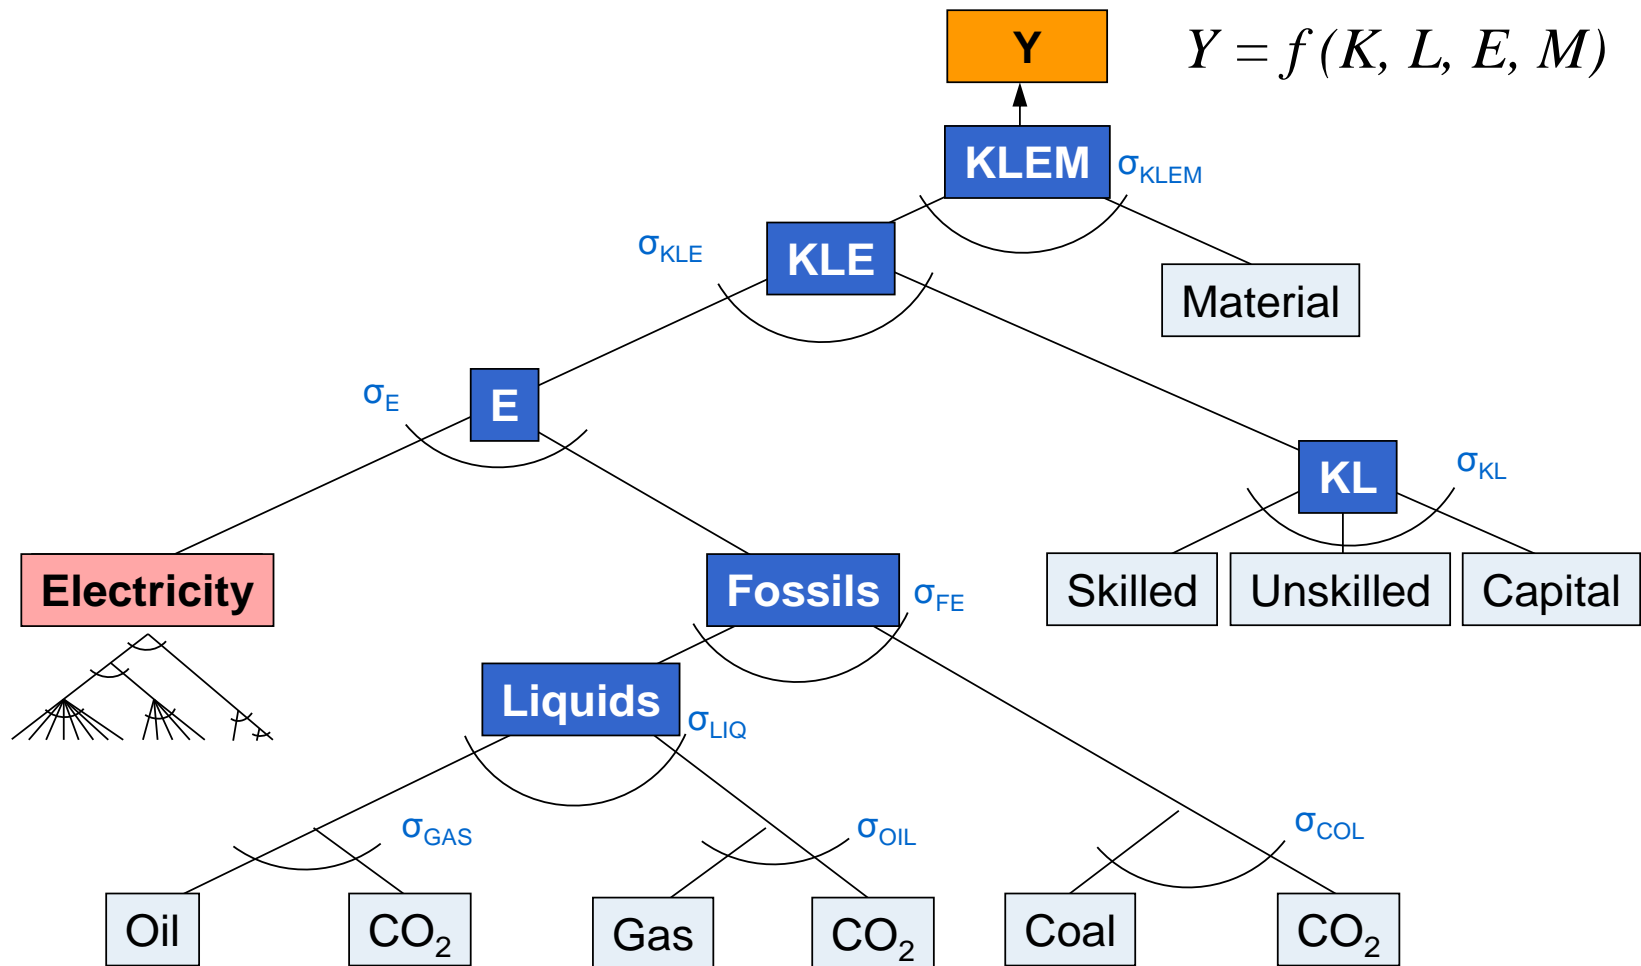 Y
Y = f (K, L, E, M)
KLEM
σKLEM
σKLE
KLE
Material
σE
E
KL
σKL
Electricity
Fossils
σFE
Skilled
Unskilled
Capital
Liquids
σLIQ
σGAS
σOIL
σCOL
Oil
CO2
Gas
CO2
Coal
CO2